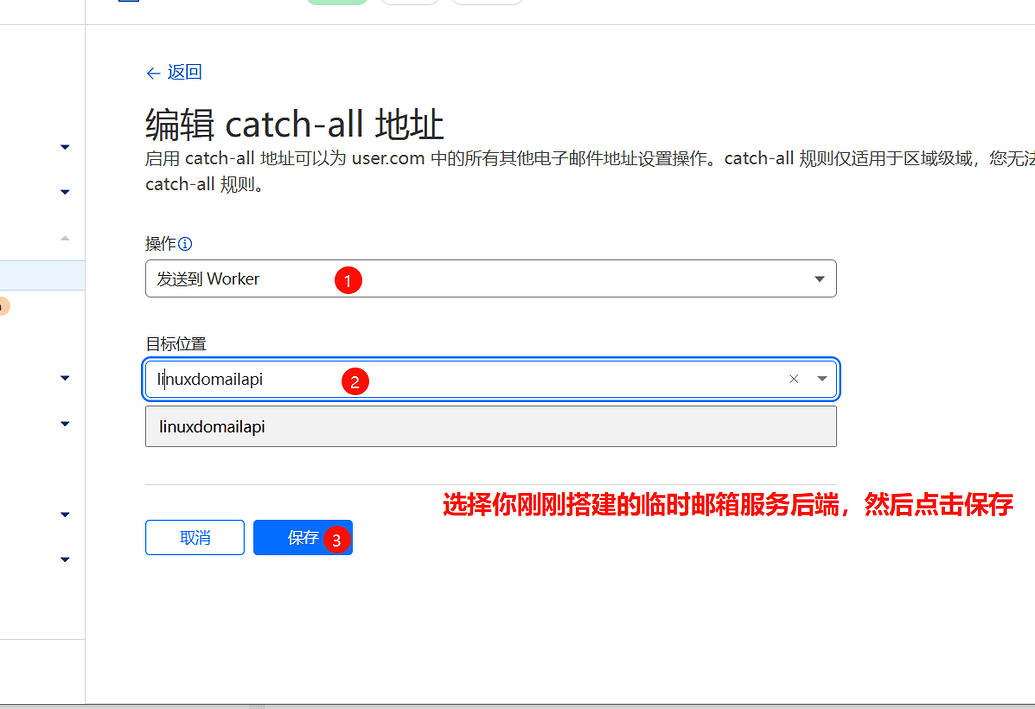 ← 返回
编辑 catch-all 地址
启用 catch-all 地址可以为 user.com 中的所有其他电子邮件地址设置操作。catch-all 规则仅适用于区域级域，您无法
catch-all 规则。
操作
发送到 Worker 1
目标位置
linuxdomailapi 2
linuxdomailapi
选择你刚刚搭建的临时邮箱服务后端，然后点击保存
取消 保存 3